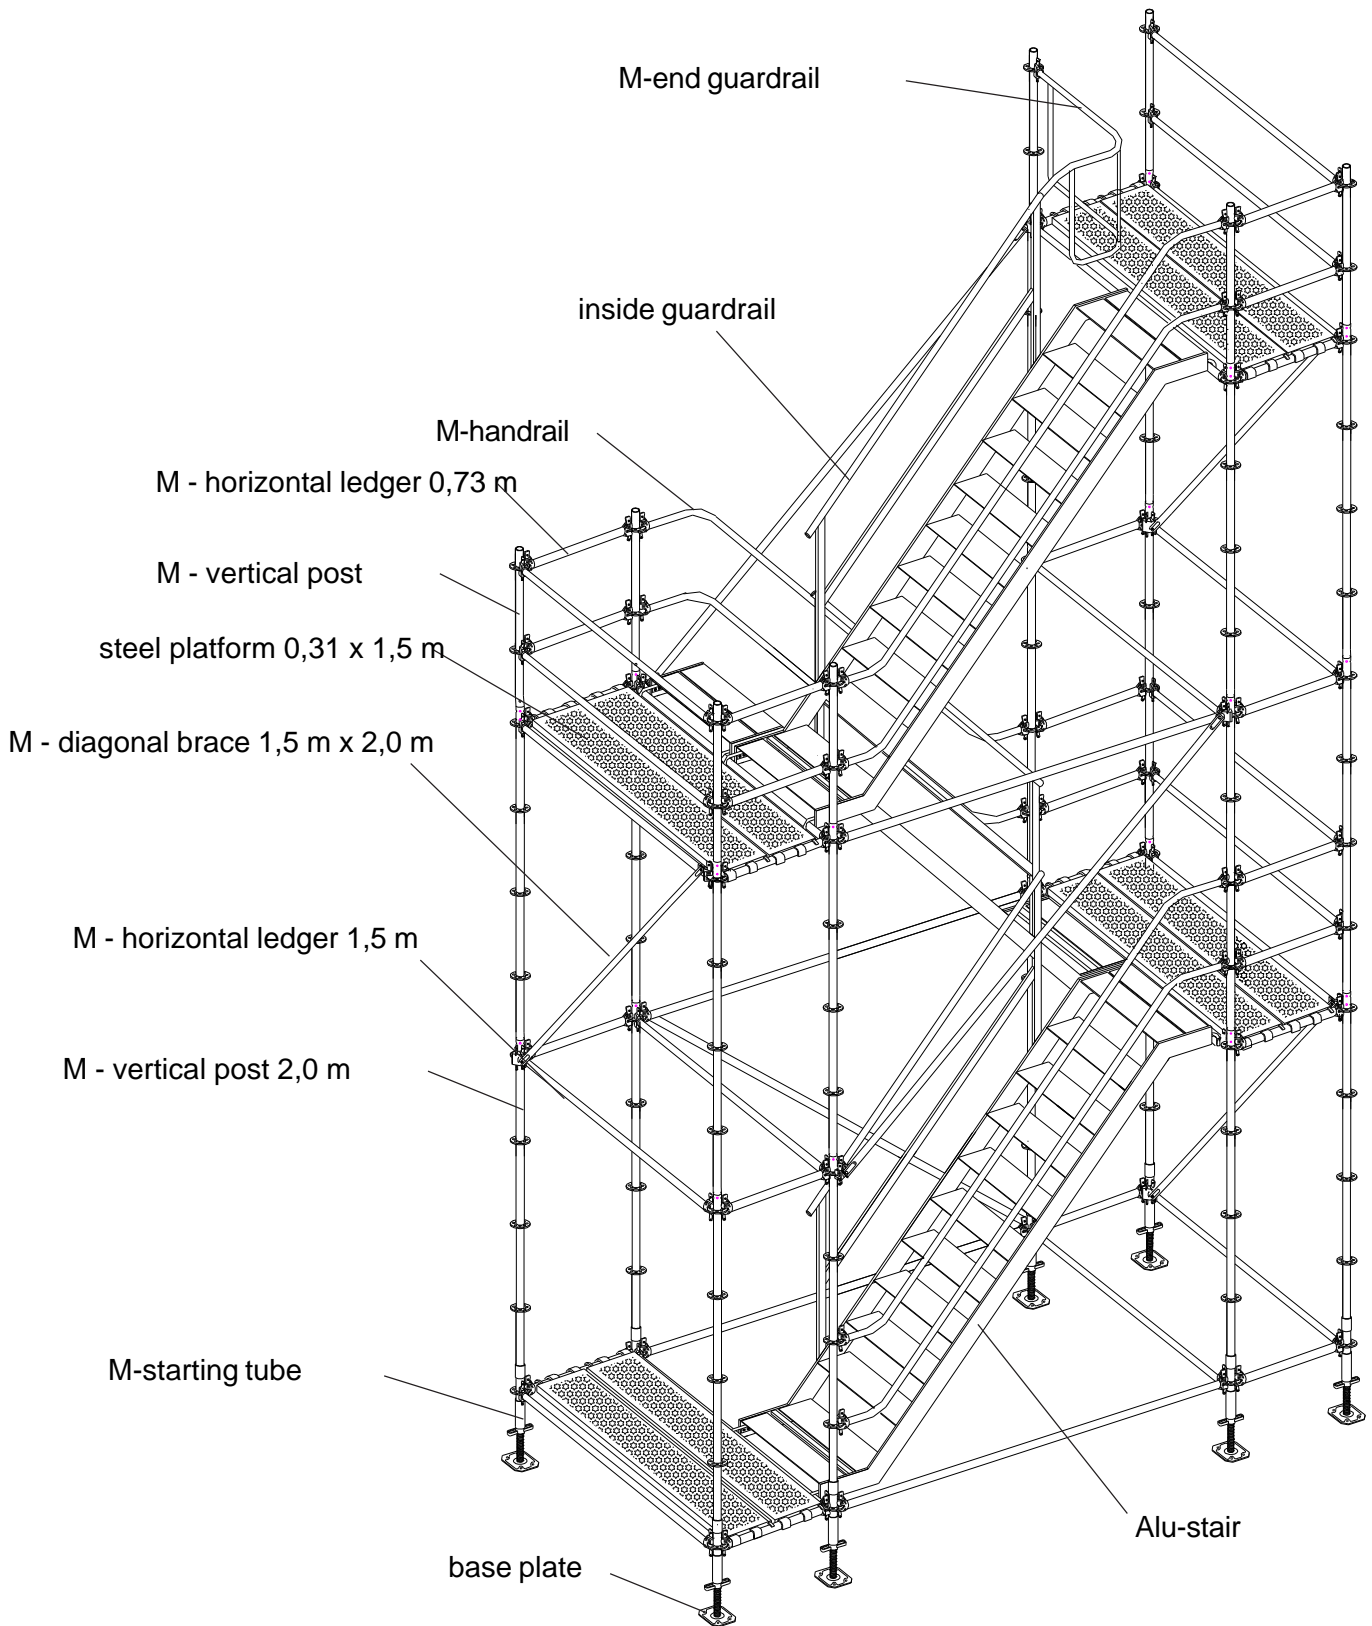 M-end guardrail
inside guardrail
M-handrail
M - horizontal ledger 0,73 m
M - vertical post
steel platform 0,31 x 1,5 m
M - diagonal brace 1,5 m x 2,0 m
M - horizontal ledger 1,5 m
M - vertical post 2,0 m
M-starting tube
Alu-stair
base plate